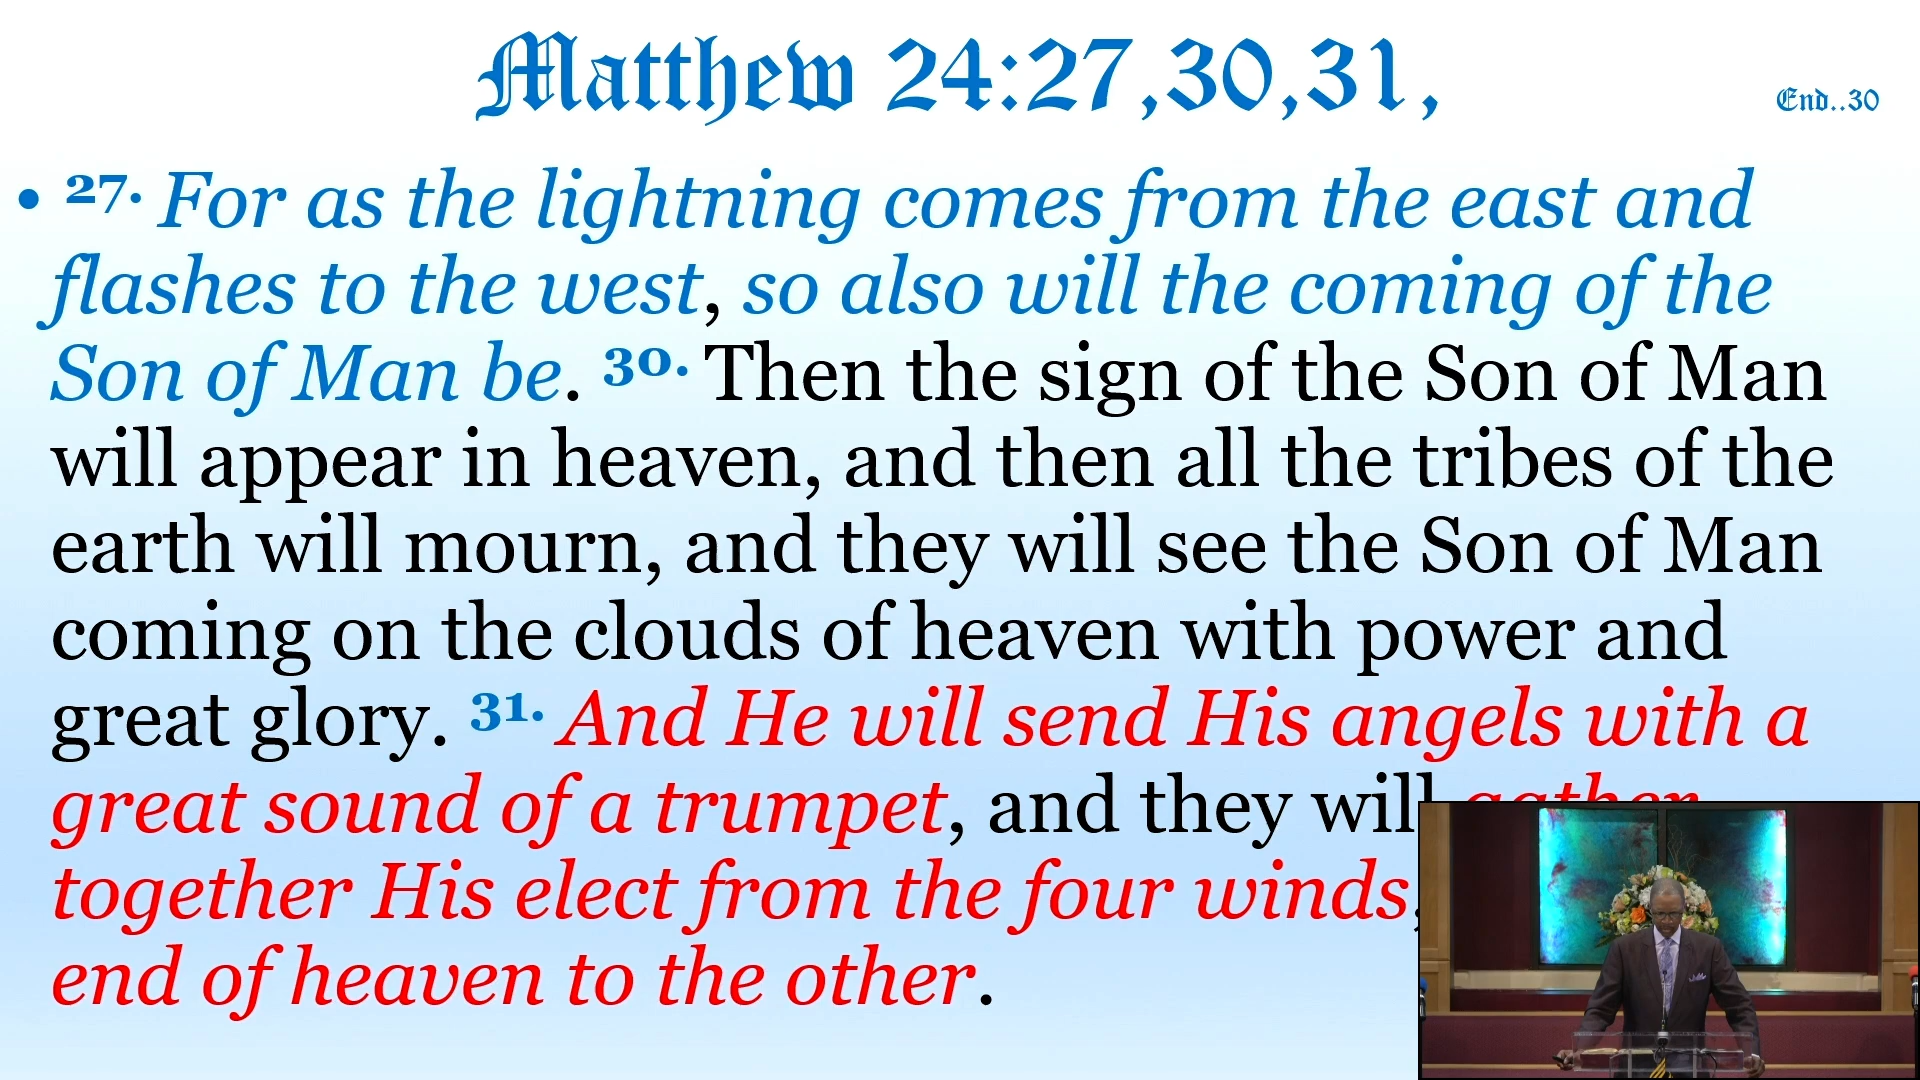 Matthew 24:27,30,31,
End..30
• 27. For as the lightning comes from the east and
flashes to the west, so also will the coming of the
Son of Man be. 30. Then the sign of the Son of Man
will appear in heaven, and then all the tribes of the
earth will mourn, and they will see the Son of Man
coming on the clouds of heaven with power and
great glory. 31. And He will send His angels with a
great sound of a trumpet, and they will gather
together His elect from the four winds,
end of heaven to the other.